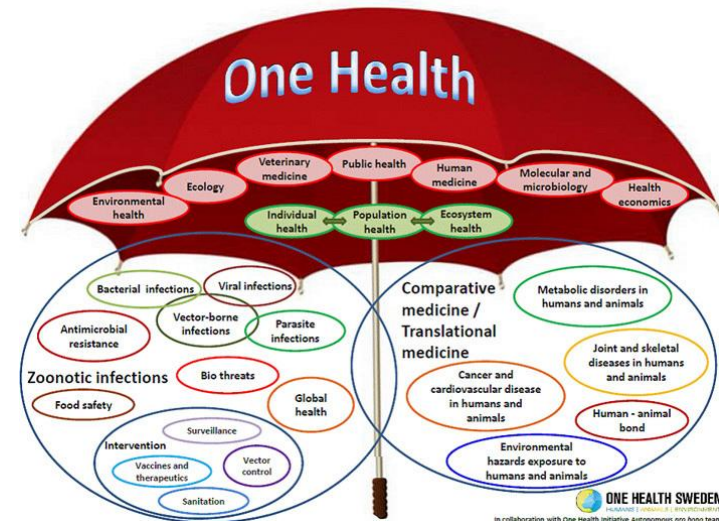 One Health
Public health
Veterinary
medicine
Human
medicine
Ecology
Molecular and
microbiology
Environmental
health
Health
economics
Individual
health
Population
health
Ecosystem
health
Bacterial infections
Viral infections
Vector-borne
infections
Parasite
infections
Antimicrobial
resistance
Zoonotic infections
Bio threats
Food safety
Global
health
Intervention
Surveillance
Vaccines and
therapeutics
Vector
control
Sanitation
Comparative
medicine /
Translational
medicine
Metabolic disorders in
humans and animals
Joint and skeletal
diseases in humans
and animals
Cancer and
cardiovascular disease
in humans and
animals
Human - animal
bond
Environmental
hazards exposure to
humans and animals
ONE HEALTH SWEDEN
HUMANS | ANIMALS | ENVIRONMENT
In collaboration with One Health Initiative Autonomous pro bono team